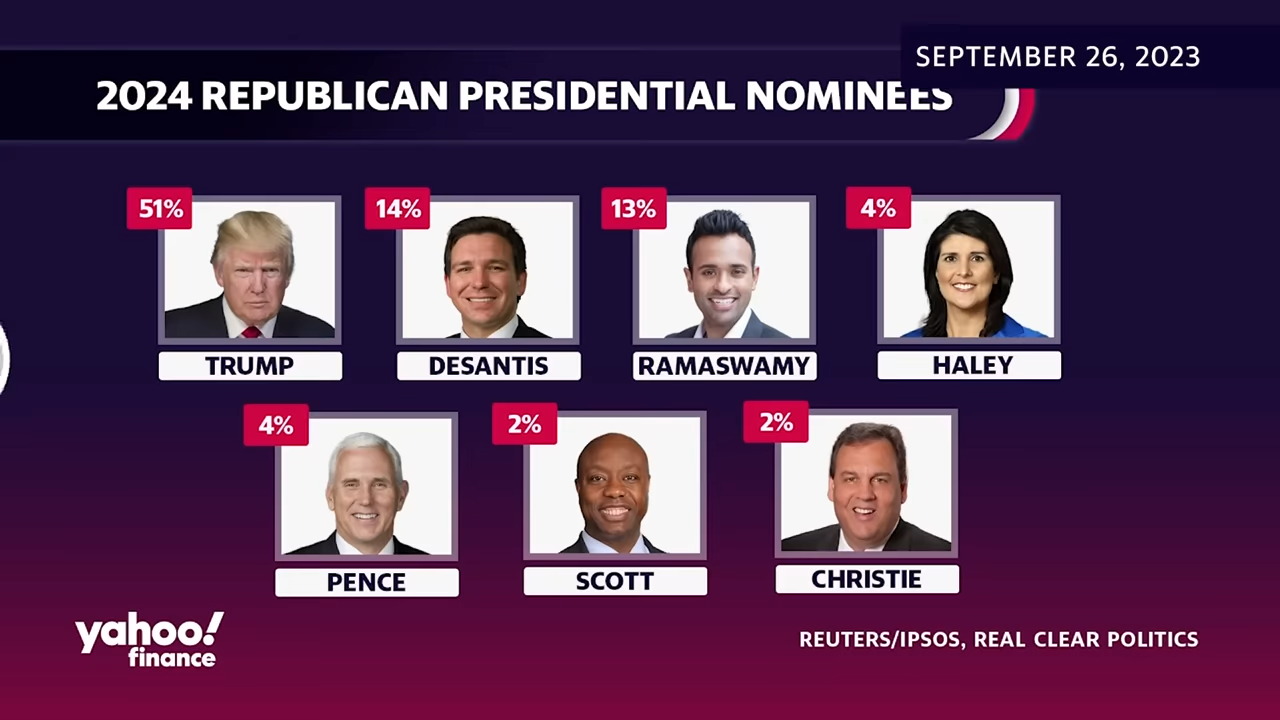 SEPTEMBER 26, 2023
2024 REPUBLICAN PRESIDENTIAL NOMINEES
51%
14%
13%
4%
TRUMP
DESANTIS
RAMASWAMY
HALEY
4%
2%
2%
PENCE
SCOTT
CHRISTIE
yahoo!
finance
REUTERS/IPSOS, REAL CLEAR POLITICS